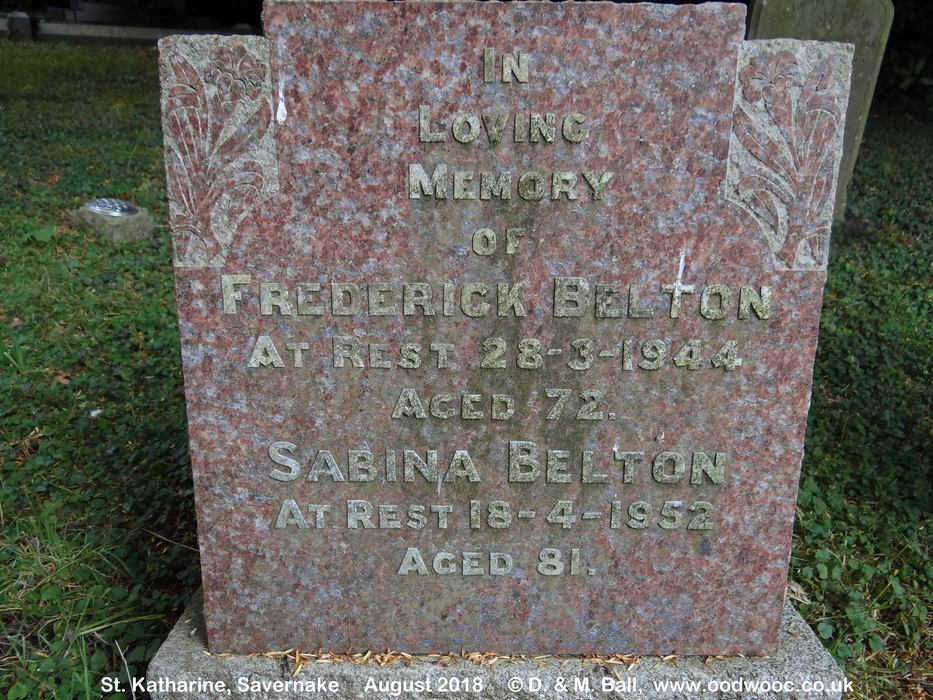 IN
LOVING
MEMORY
OF
FREDERICK BELTON
AT REST 28-3-1944
AGED 72.
SABINA BELTON
AT REST 18-4-1952
AGED 81.
St. Katharine, Savernake August 2018 © D. & M. Ball, www.oodwooc.co.uk